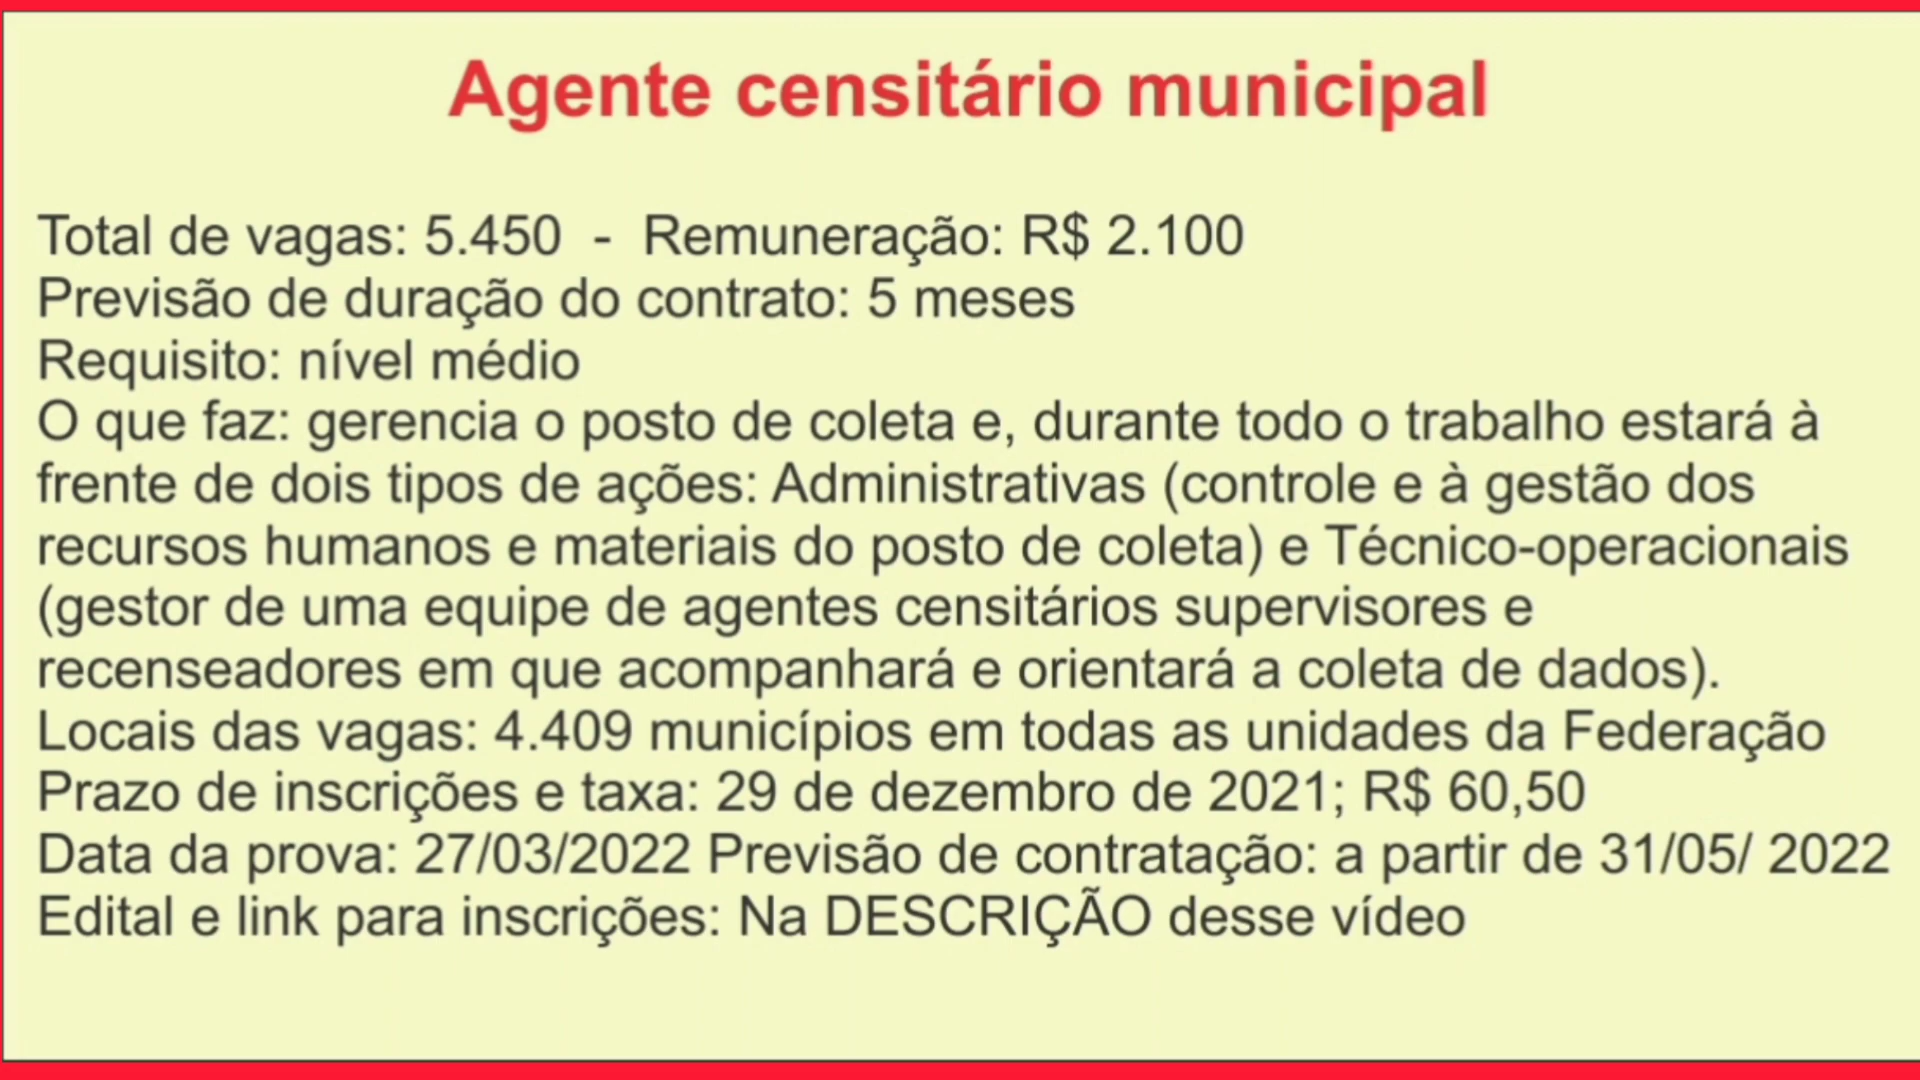 Agente censitário municipal
Total de vagas: 5.450 - Remuneração: R$ 2.100
Previsão de duração do contrato: 5 meses
Requisito: nível médio
O que faz: gerencia o posto de coleta e, durante todo o trabalho estará à
frente de dois tipos de ações: Administrativas (controle e à gestão dos
recursos humanos e materiais do posto de coleta) e Técnico-operacionais
(gestor de uma equipe de agentes censitários supervisores e
recenseadores em que acompanhará e orientará a coleta de dados).
Locais das vagas: 4.409 municípios em todas as unidades da Federação
Prazo de inscrições e taxa: 29 de dezembro de 2021; R$ 60,50
Data da prova: 27/03/2022 Previsão de contratação: a partir de 31/05/ 2022
Edital e link para inscrições: Na DESCRIÇÃO desse vídeo